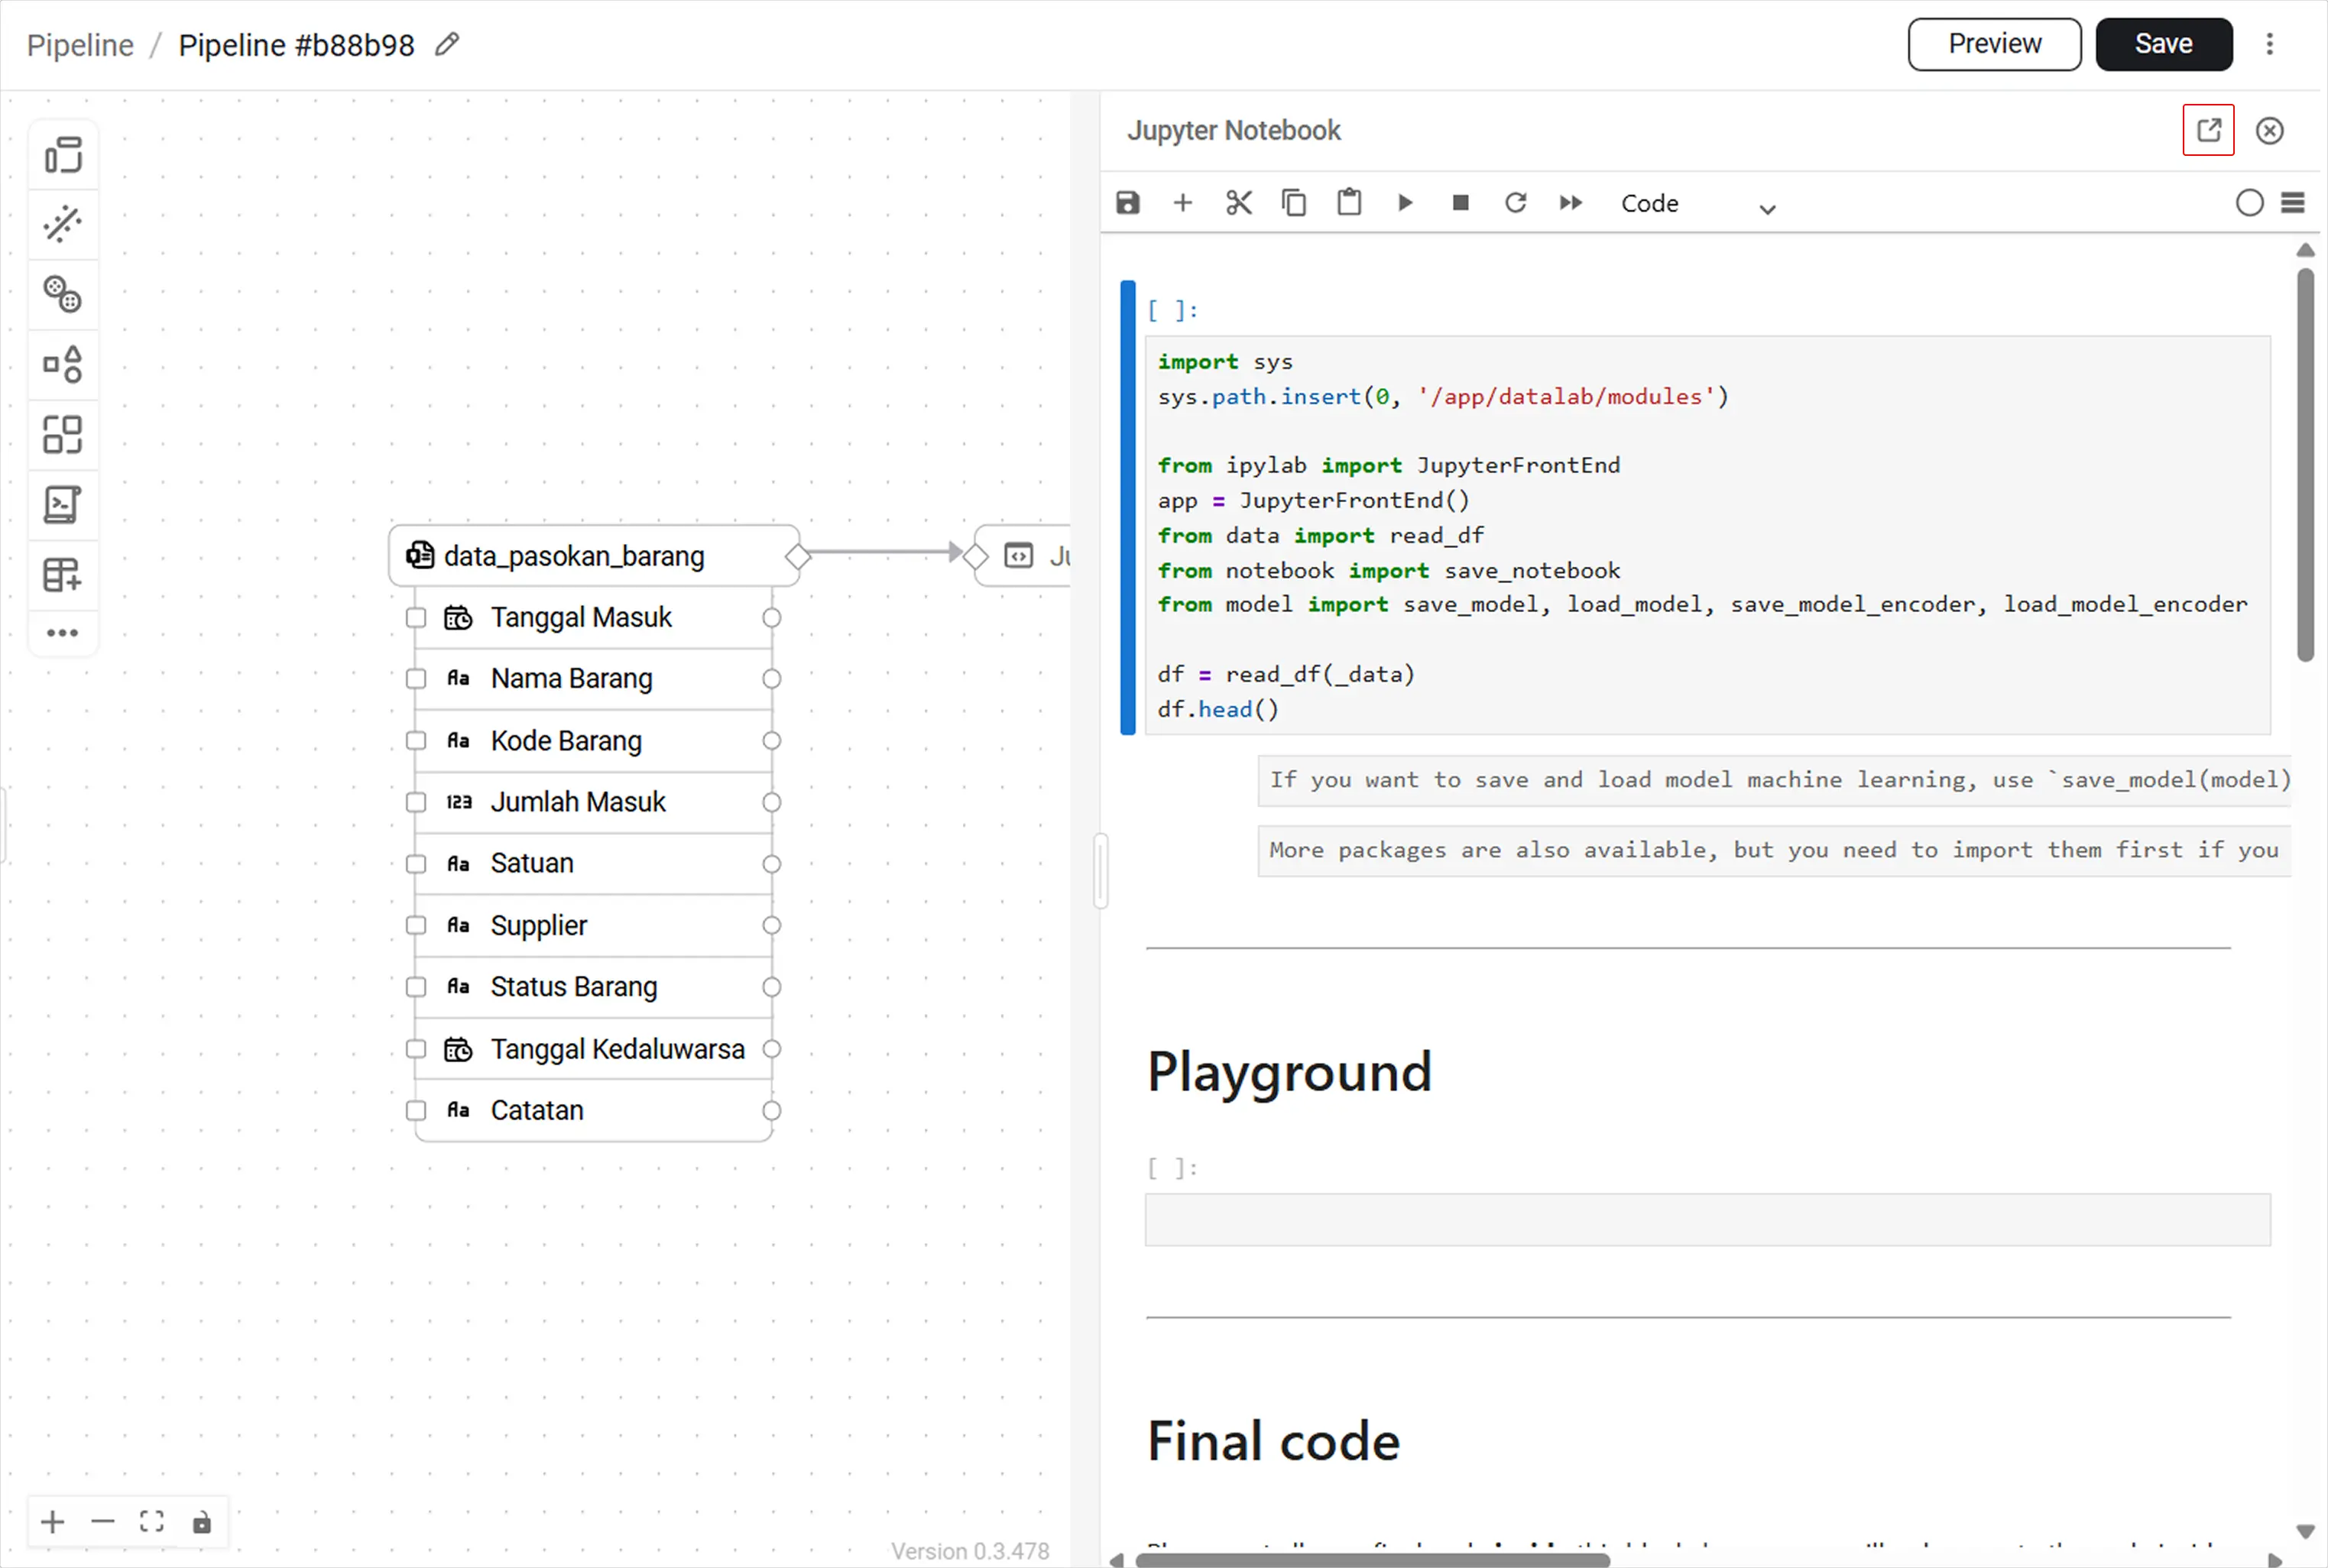 Pipeline / Pipeline #b88b98
Preview
Save
Jupyter Notebook
Code
data_pasokan_barang
Tanggal Masuk
Aa Nama Barang
Aa Kode Barang
123 Jumlah Masuk
Aa Satuan
Aa Supplier
Aa Status Barang
Tanggal Kedaluwarsa
Aa Catatan
Version 0.3.478
[ ]:
import sys
sys.path.insert(0, '/app/datalab/modules')
from ipylab import JupyterFrontEnd
app = JupyterFrontEnd()
from data import read_df
from notebook import save_notebook
from model import save_model, load_model, save_model_encoder, load_model_encoder
df = read_df(_data)
df.head()
If you want to save and load model machine learning, use `save_model(model)
More packages are also available, but you need to import them first if you
Playground
[ ]:
Final code